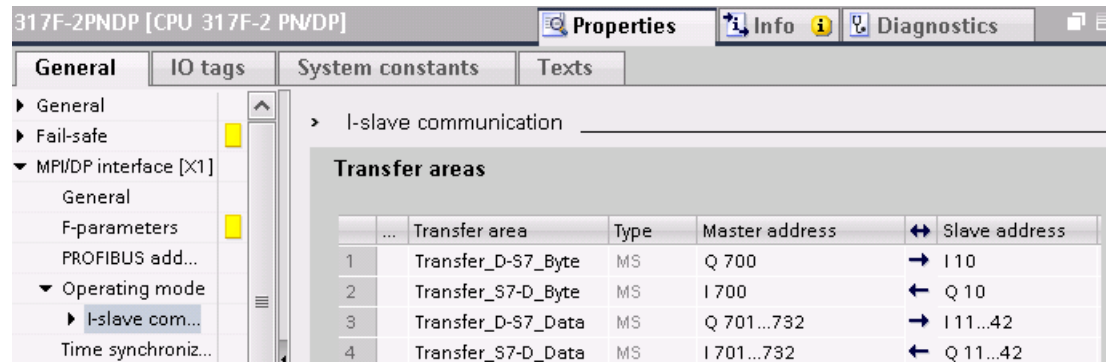 317F-2PNDP [CPU 317F-2 PN/DP]
Properties
Info
Diagnostics
General
IO tags
System constants
Texts
General
Fail-safe
MPI/DP interface [X1]
General
F-parameters
PROFIBUS add...
Operating mode
I-slave com...
Time synchroniz...
I-slave communication
Transfer areas
... Transfer area Type Master address ↔ Slave address
1 Transfer_D-S7_Byte MS Q 700 → I 10
2 Transfer_S7-D_Byte MS I 700 ← Q 10
3 Transfer_D-S7_Data MS Q 701...732 → I 11...42
4 Transfer_S7-D_Data MS I 701...732 ← Q 11...42